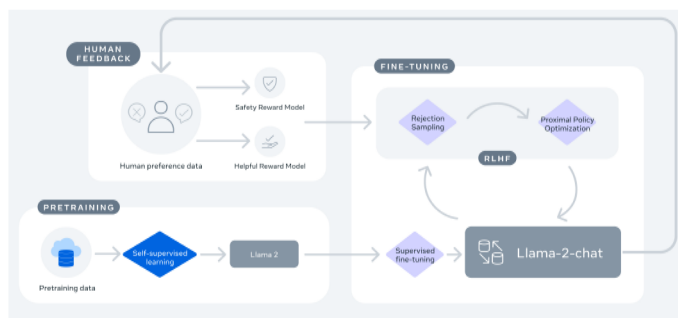 HUMAN
FEEDBACK
Safety Reward Model
Human preference data
Helpful Reward Model
FINE-TUNING
Rejection
Sampling
Proximal Policy
Optimization
RLHF
PRETRAINING
Pretraining data
Self-supervised
learning
Llama 2
Supervised
fine-tuning
Llama-2-chat